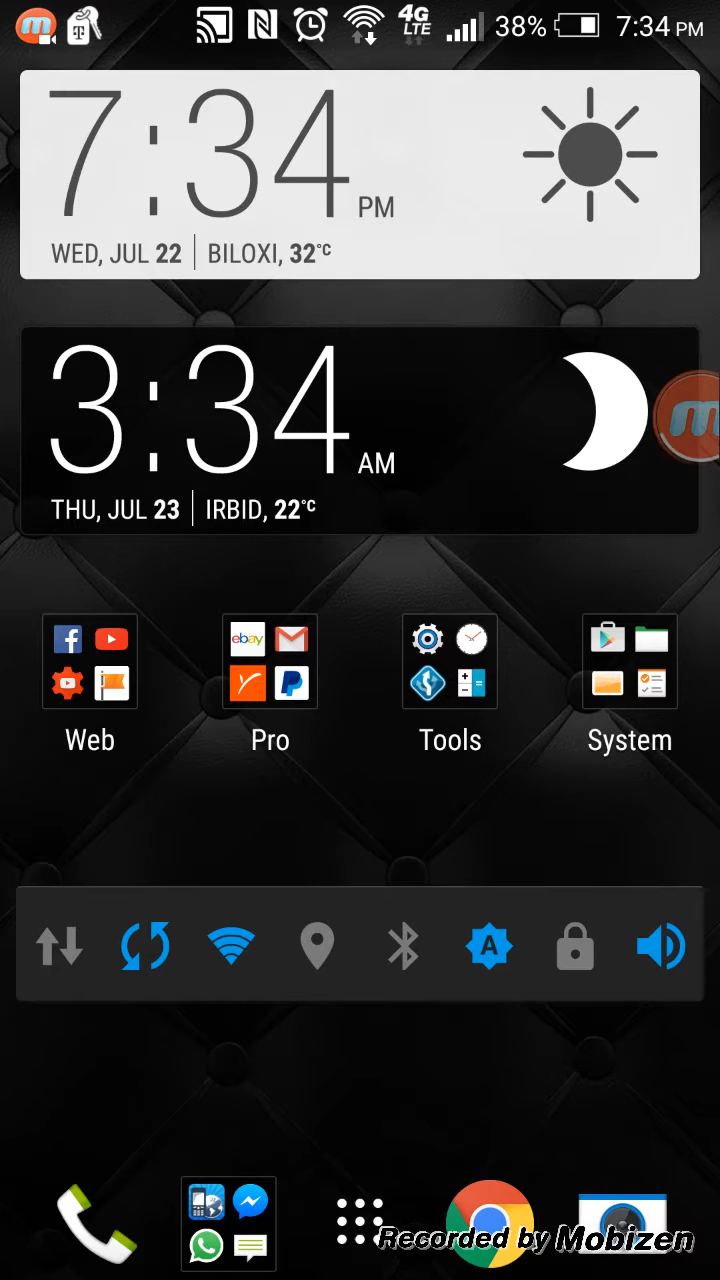 4G
LTE
38%
7:34 PM
7:34 PM
WED, JUL 22
BILOXI, 32°C
3:34 AM
THU, JUL 23
IRBID, 22°C
ebay
Web
Pro
Tools
System
A
Recorded by Mobizen